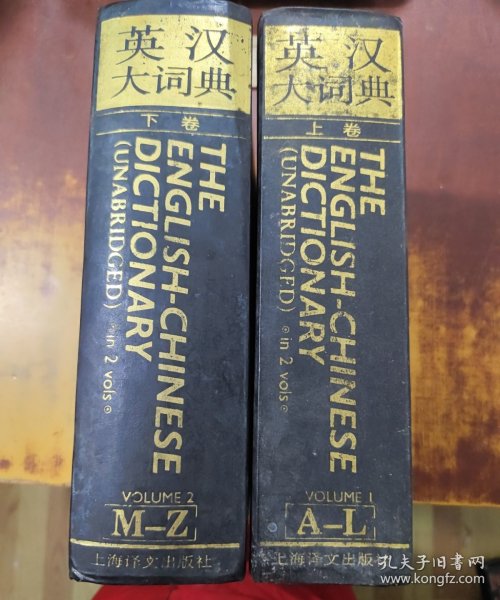 英汉
大词典
下卷
THE
ENGLISH-CHINESE
DICTIONARY
(UNABRIDGED)
in 2 vols
VOLUME 2
M–Z
上海译文出版社
英汉
大词典
上卷
THE
ENGLISH-CHINESE
DICTIONARY
(UNABRIDGED)
in 2 vols
VOLUME 1
A–L
上海译文出版
孔夫子旧书网
www.kongfz.com